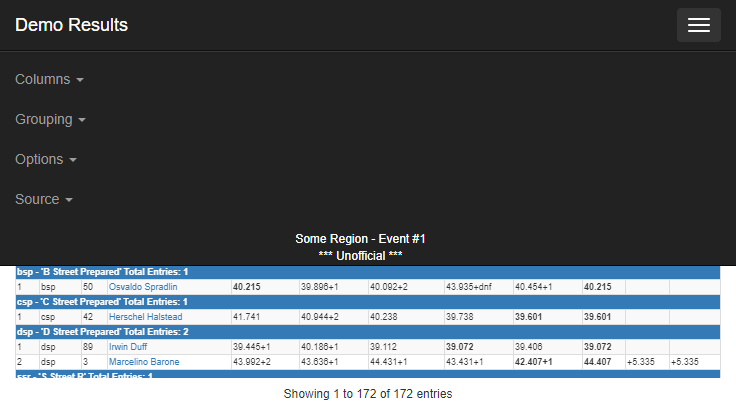 Demo Results
Columns
Grouping
Options
Source
Some Region - Event #1
*** Unofficial ***
bsp - 'B Street Prepared' Total Entries: 1
1 bsp 50 Osvaldo Spradlin 40.215 39.896+1 40.092+2 43.935+dnf 40.454+1 40.215
csp - 'C Street Prepared' Total Entries: 1
1 csp 42 Herschel Halstead 41.741 40.944+2 40.238 39.738 39.601 39.601
dsp - 'D Street Prepared' Total Entries: 2
1 dsp 89 Irwin Duff 39.445+1 40.186+1 39.112 39.072 39.406 39.072
2 dsp 3 Marcelino Barone 43.992+2 43.636+1 44.431+1 43.431+1 42.407+1 44.407 +5.335 +5.335
ssr - 'S Street R' Total Entries: 1
Showing 1 to 172 of 172 entries